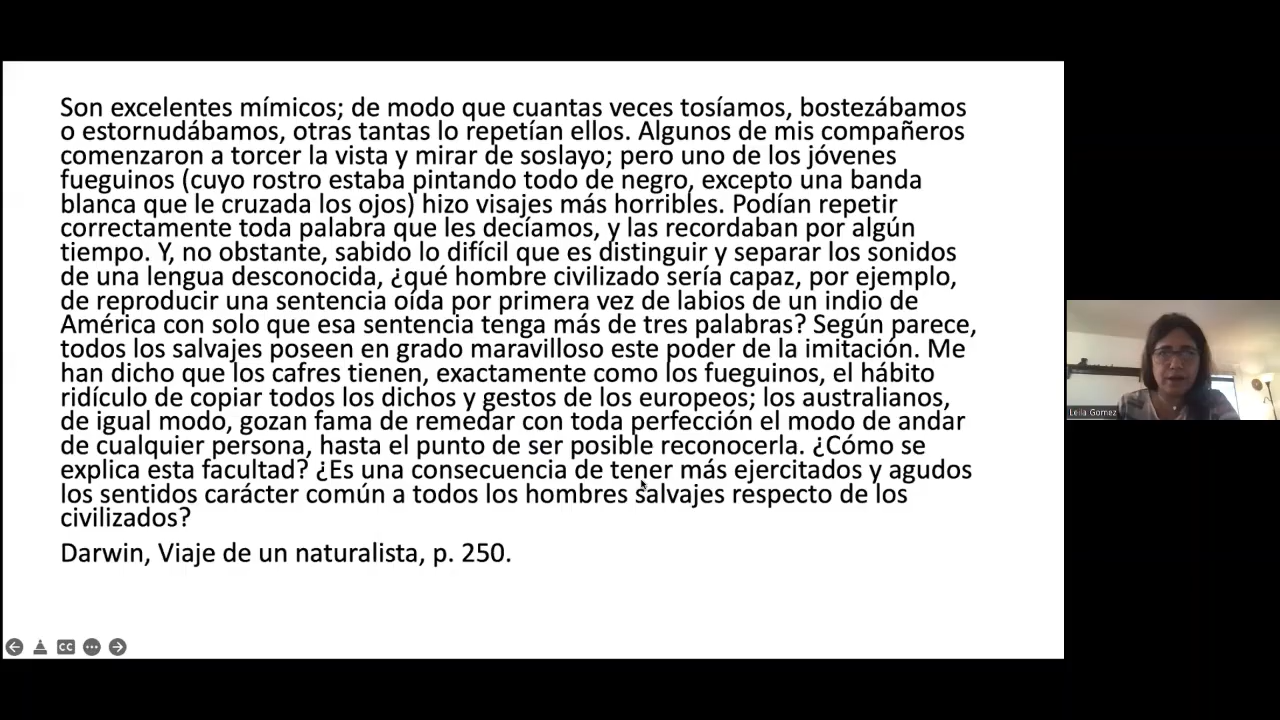 Son excelentes mímicos; de modo que cuantas veces tosíamos, bostezábamos
o estornudábamos, otras tantas lo repetían ellos. Algunos de mis compañeros
comenzaron a torcer la vista y mirar de soslayo; pero uno de los jóvenes
fueguinos (cuyo rostro estaba pintando todo de negro, excepto una banda
blanca que le cruzada los ojos) hizo visajes más horribles. Podían repetir
correctamente toda palabra que les decíamos, y las recordaban por algún
tiempo. Y, no obstante, sabido lo difícil que es distinguir y separar los sonidos
de una lengua desconocida, ¿qué hombre civilizado sería capaz, por ejemplo,
de reproducir una sentencia oída por primera vez de labios de un indio de
América con solo que esa sentencia tenga más de tres palabras? Según parece,
todos los salvajes poseen en grado maravilloso este poder de la imitación. Me
han dicho que los cafres tienen, exactamente como los fueguinos, el hábito
ridículo de copiar todos los dichos y gestos de los europeos; los australianos,
de igual modo, gozan fama de remedar con toda perfección el modo de andar
de cualquier persona, hasta el punto de ser posible reconocerla. ¿Cómo se
explica esta facultad? ¿Es una consecuencia de tener más ejercitados y agudos
los sentidos carácter común a todos los hombres salvajes respecto de los
civilizados?
Darwin, Viaje de un naturalista, p. 250.
CC
Leila Gomez